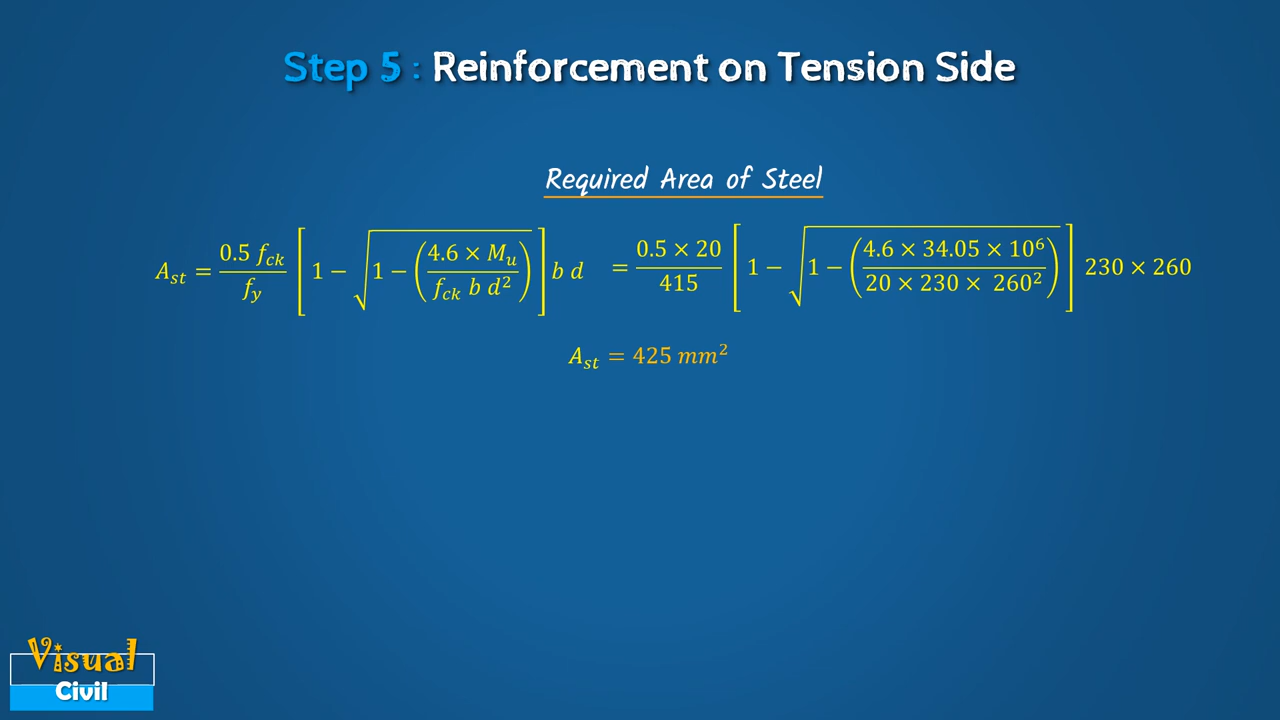 Step 5 : Reinforcement on Tension Side
Required Area of Steel
A_st = 0.5 f_ck / f_y [ 1 − √( 1 − ( 4.6 × M_u / f_ck b d² ) ) ] b d = 0.5 × 20 / 415 [ 1 − √( 1 − ( 4.6 × 34.05 × 10⁶ / 20 × 230 × 260² ) ) ] 230 × 260
A_st = 425 mm²
Visual
Civil